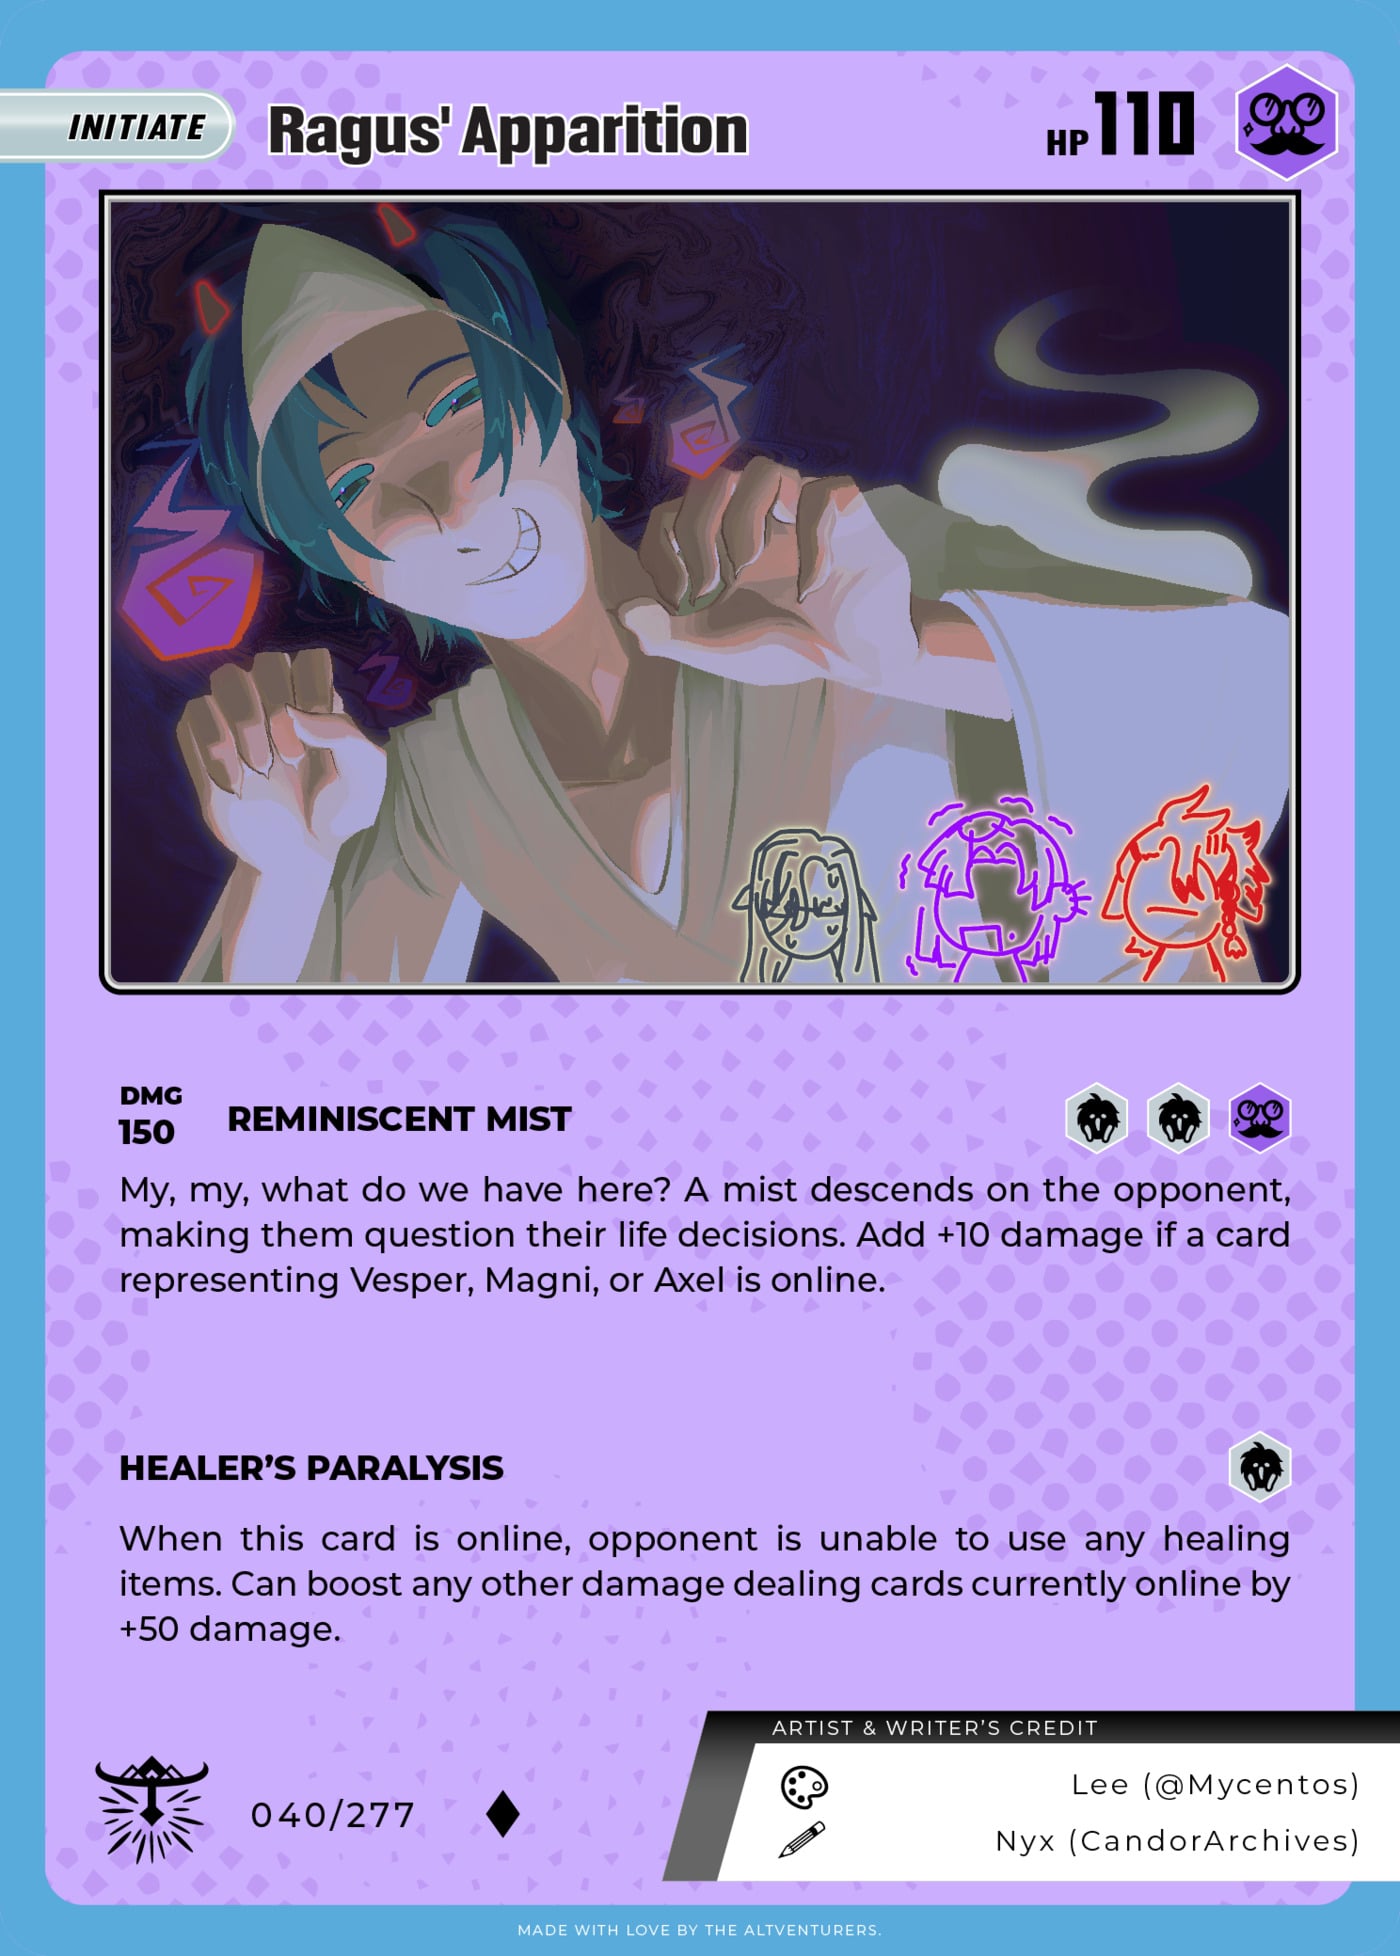 INITIATE
Ragus' Apparition
HP 110
DMG
150
REMINISCENT MIST
My, my, what do we have here? A mist descends on the opponent,
making them question their life decisions. Add +10 damage if a card
representing Vesper, Magni, or Axel is online.
HEALER’S PARALYSIS
When this card is online, opponent is unable to use any healing
items. Can boost any other damage dealing cards currently online by
+50 damage.
040/277
ARTIST & WRITER’S CREDIT
Lee (@Mycentos)
Nyx (CandorArchives)
MADE WITH LOVE BY THE ALTVENTURERS.